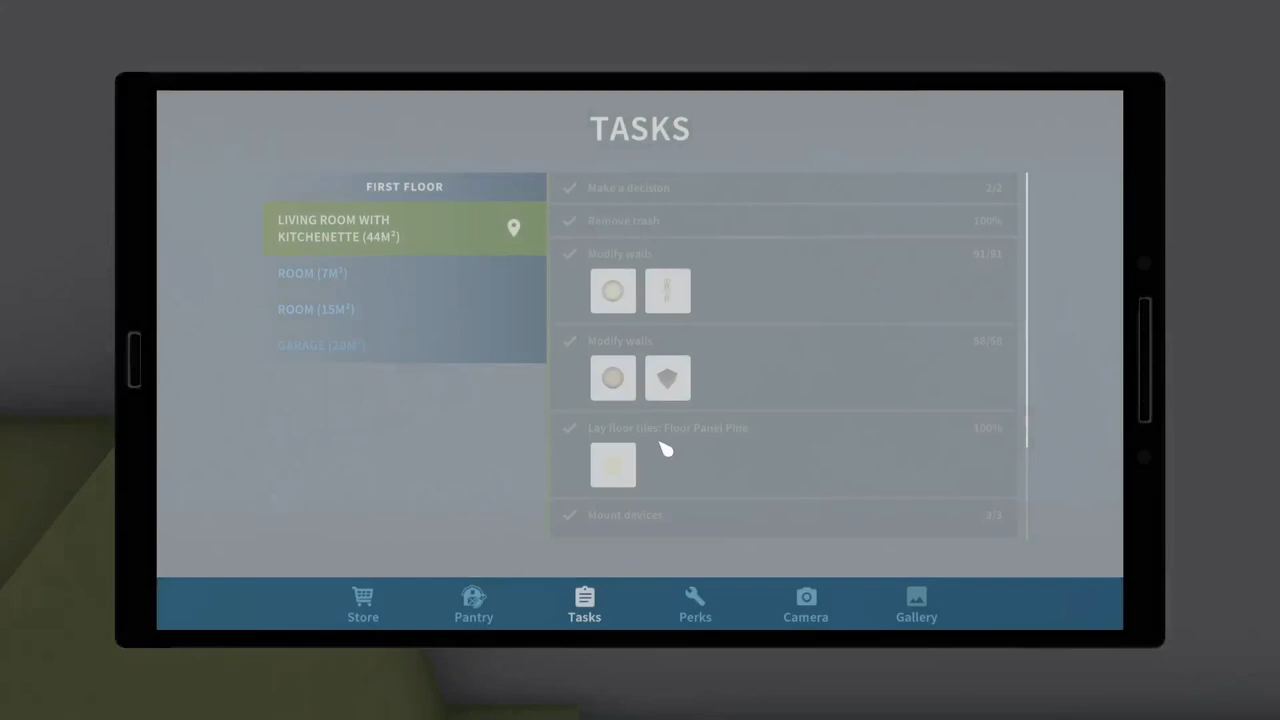 TASKS
FIRST FLOOR
LIVING ROOM WITH
KITCHENETTE (44M²)
ROOM (7M²)
ROOM (15M²)
GARAGE (20M²)
Make a decision 2/2
Remove trash 100%
Modify walls 91/91
Modify walls 58/58
Lay floor tiles: Floor Panel Pine 100%
Mount devices 3/3
Store
Pantry
Tasks
Perks
Camera
Gallery